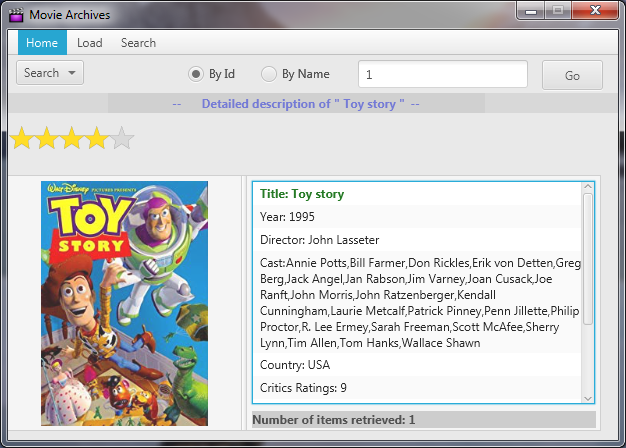 Movie Archives
Home Load Search
Search By Id By Name 1 Go
-- Detailed description of " Toy story " --
Walt Disney PICTURES PRESENTS
TOY
STORY
Title: Toy story
Year: 1995
Director: John Lasseter
Cast:Annie Potts,Bill Farmer,Don Rickles,Erik von Detten,Greg
Berg,Jack Angel,Jan Rabson,Jim Varney,Joan Cusack,Joe
Ranft,John Morris,John Ratzenberger,Kendall
Cunningham,Laurie Metcalf,Patrick Pinney,Penn Jillette,Philip
Proctor,R. Lee Ermey,Sarah Freeman,Scott McAfee,Sherry
Lynn,Tim Allen,Tom Hanks,Wallace Shawn
Country: USA
Critics Ratings: 9
Number of items retrieved: 1